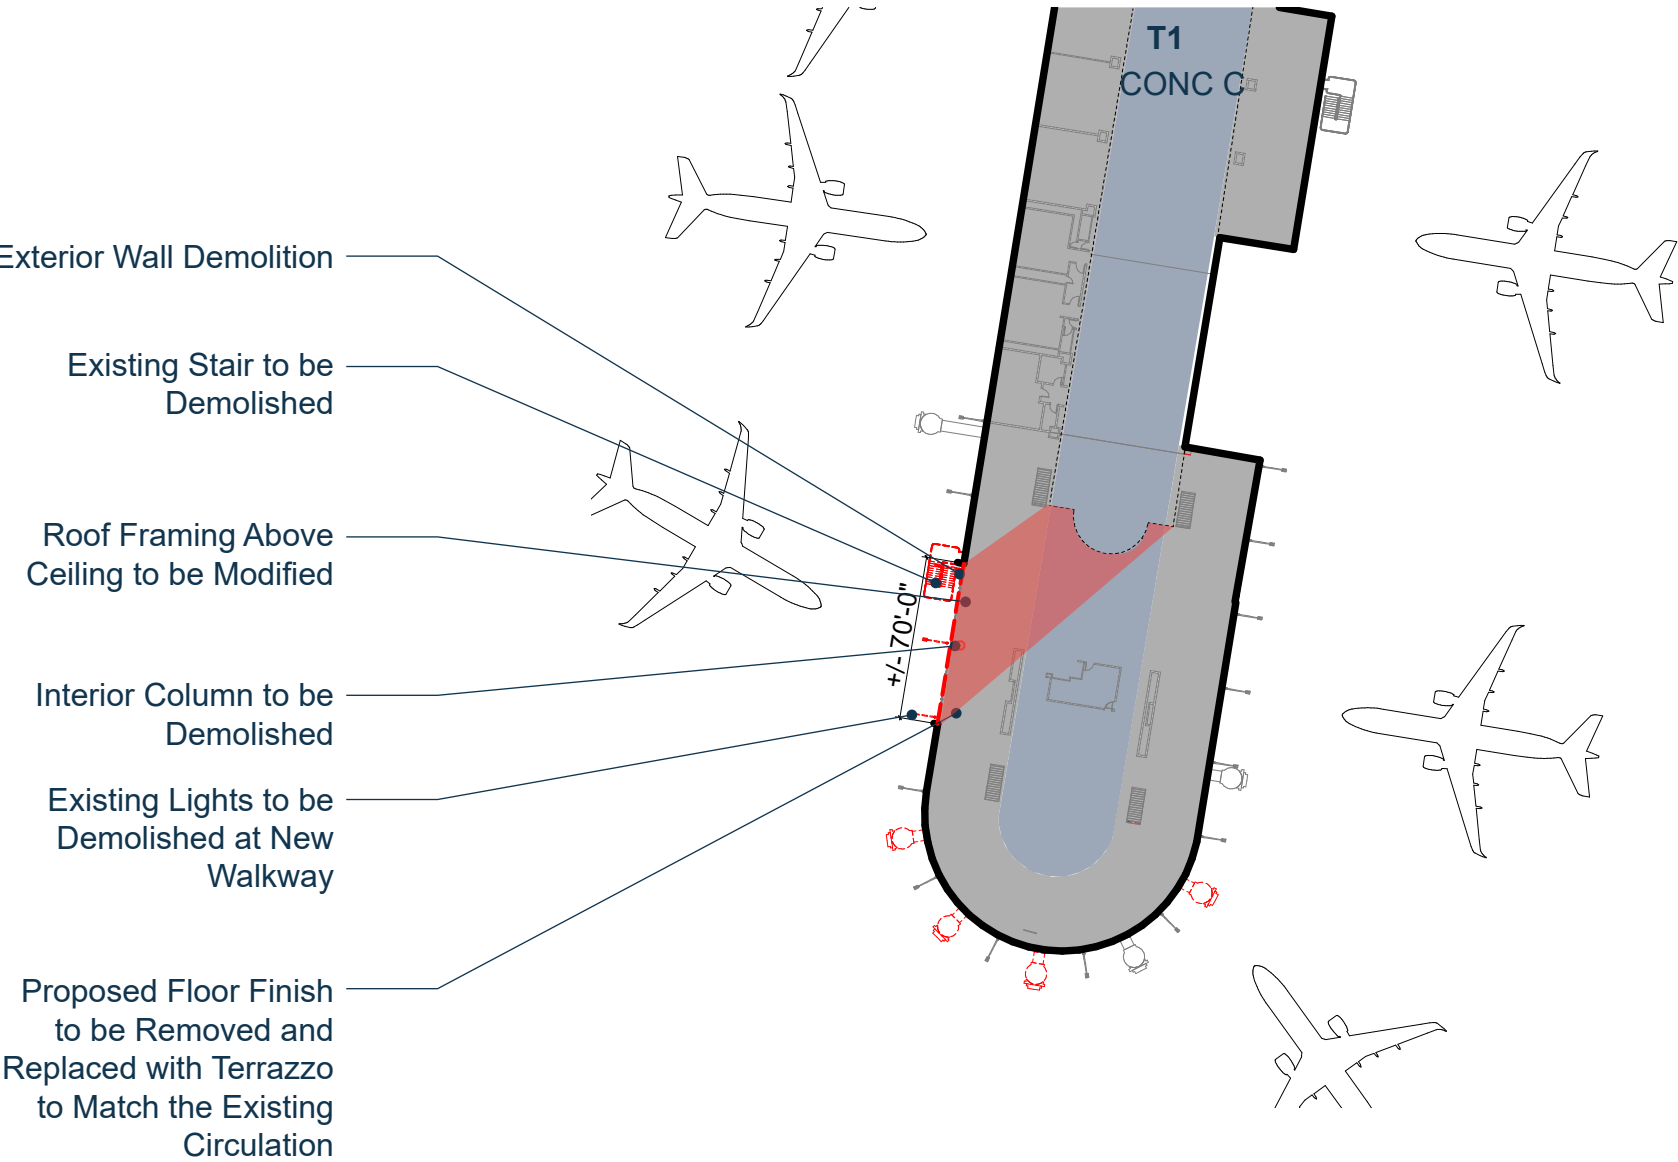 T1
CONC C
Exterior Wall Demolition
Existing Stair to be
Demolished
Roof Framing Above
Ceiling to be Modified
+/- 70'-0"
Interior Column to be
Demolished
Existing Lights to be
Demolished at New
Walkway
Proposed Floor Finish
to be Removed and
Replaced with Terrazzo
to Match the Existing
Circulation